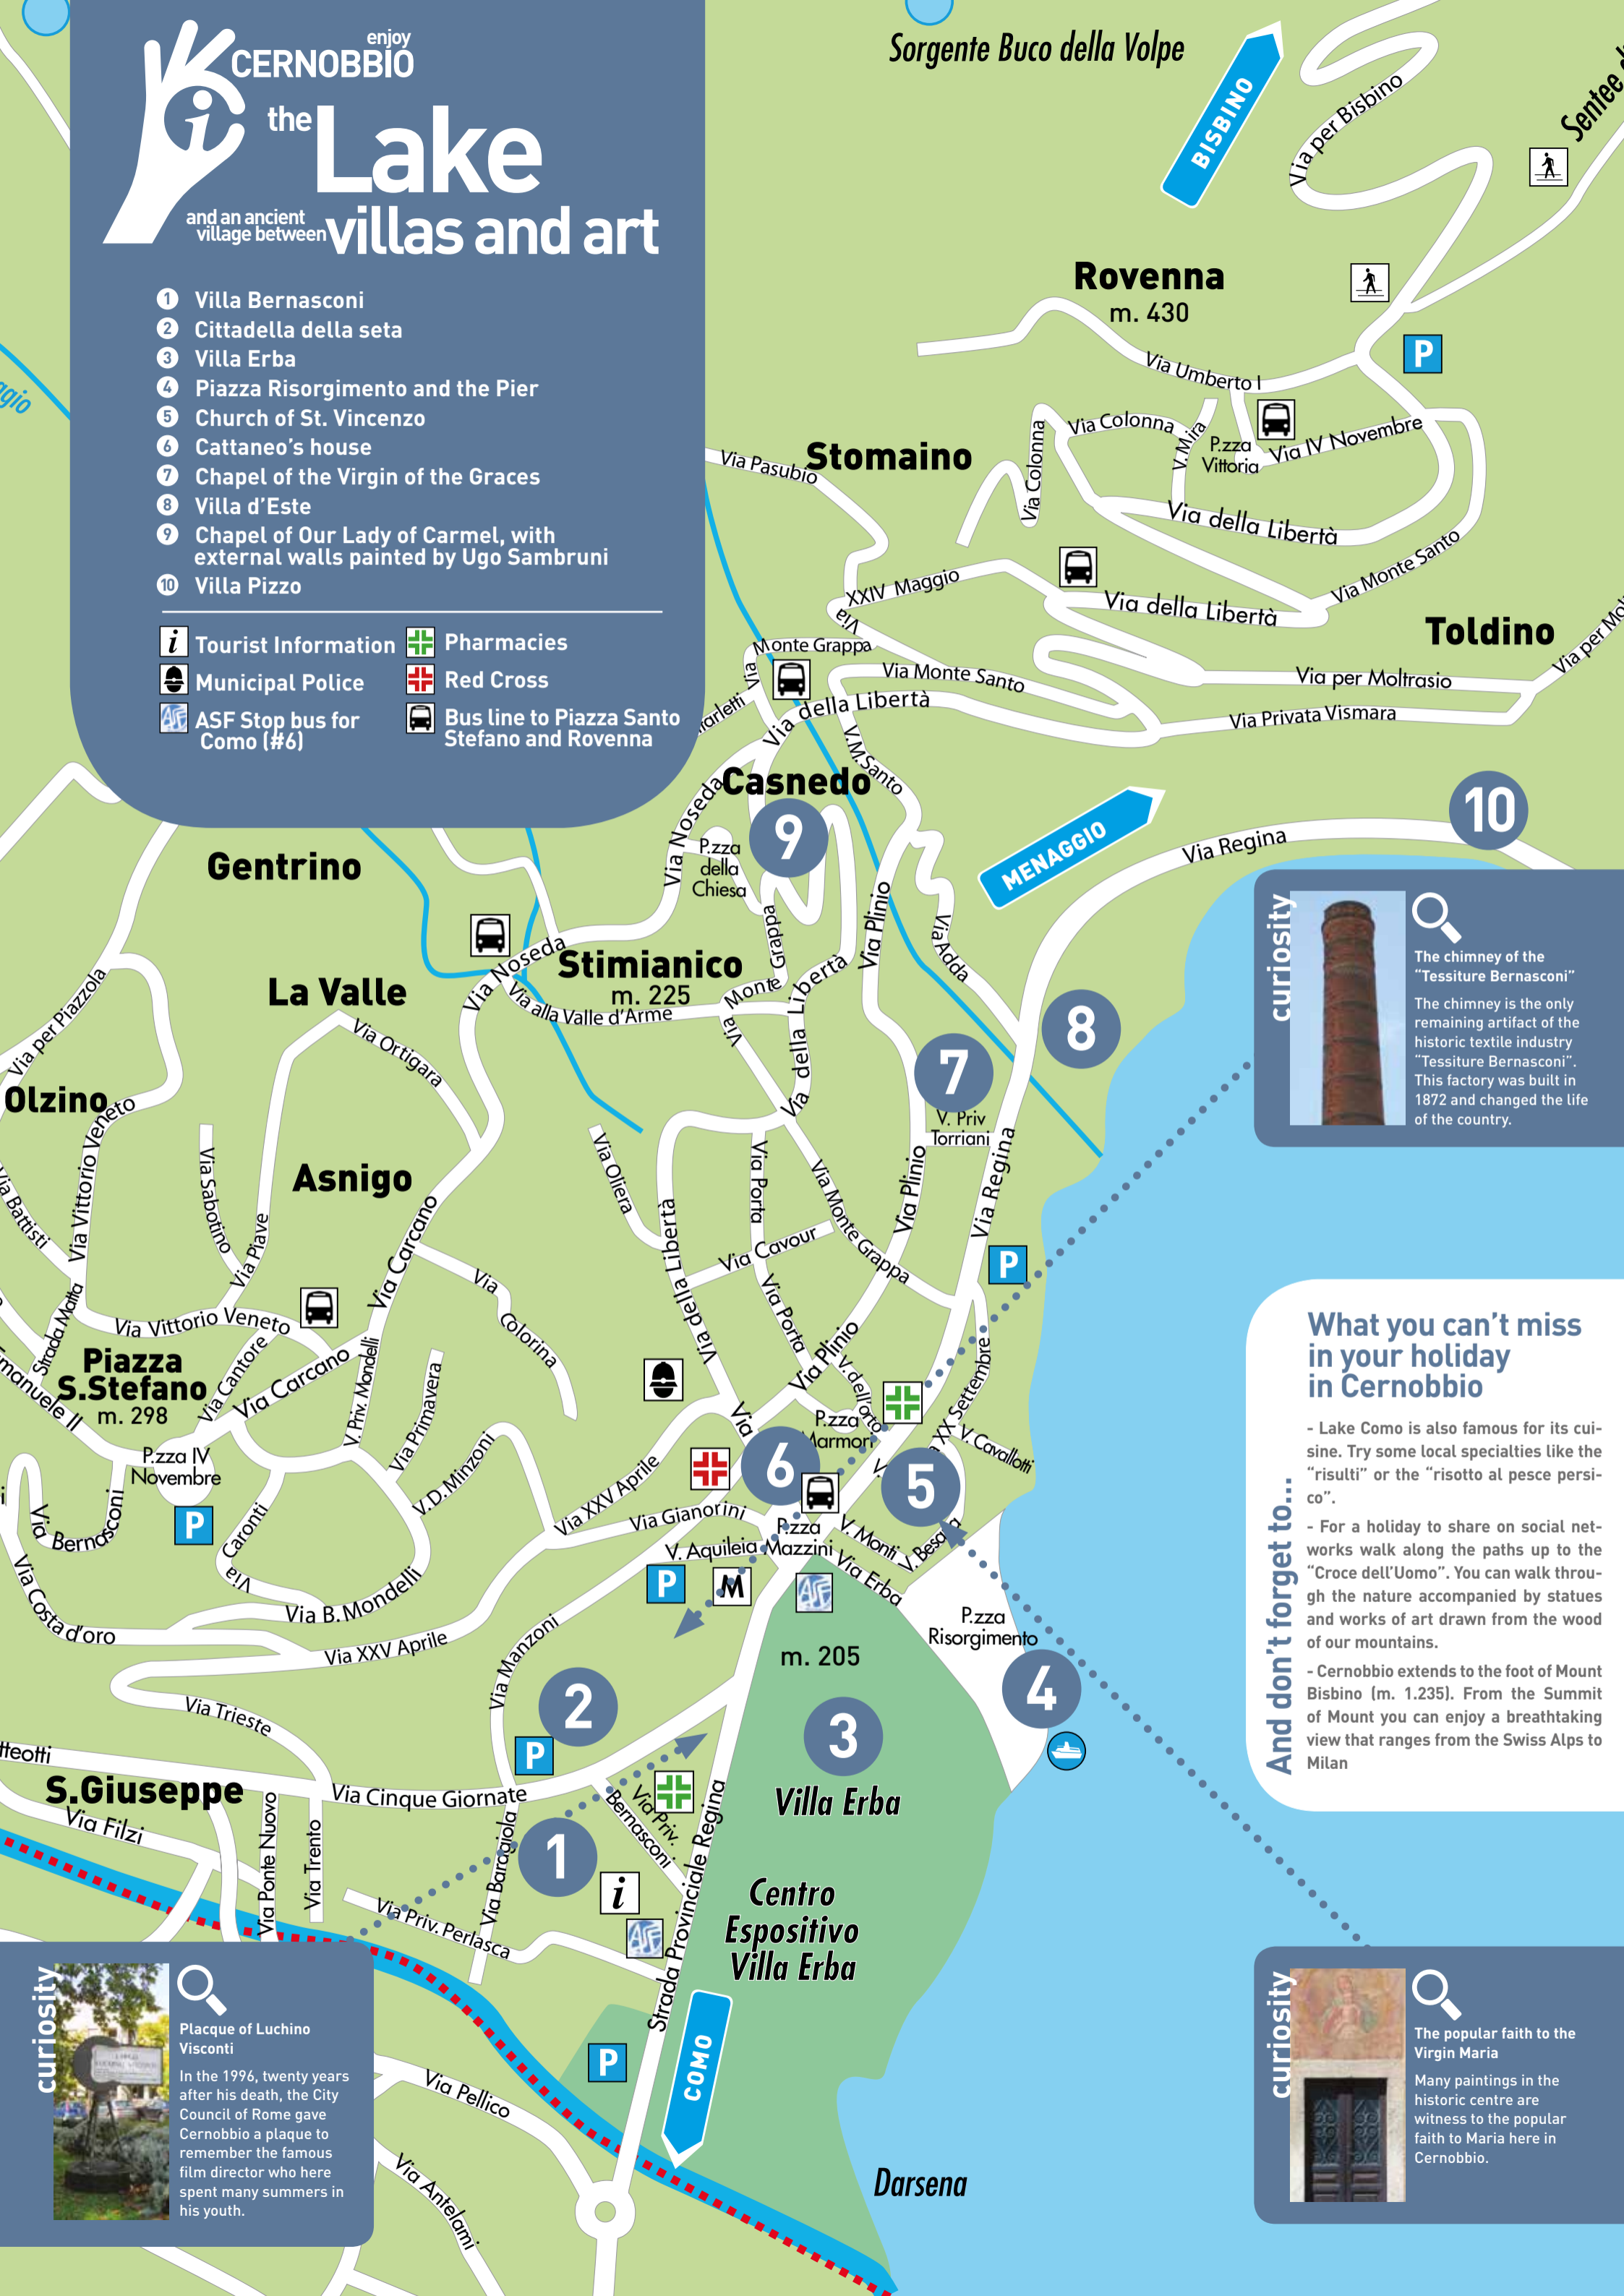 enjoy
CERNOBBIO
i
the Lake
and an ancient
village between villas and art
1 Villa Bernasconi
2 Cittadella della seta
3 Villa Erba
4 Piazza Risorgimento and the Pier
5 Church of St. Vincenzo
6 Cattaneo's house
7 Chapel of the Virgin of the Graces
8 Villa d'Este
9 Chapel of Our Lady of Carmel, with
external walls painted by Ugo Sambruni
10 Villa Pizzo
i Tourist Information
Municipal Police
ASF ASF Stop bus for
Como (#6)
Pharmacies
Red Cross
Bus line to Piazza Santo
Stefano and Rovenna
Sorgente Buco della Volpe
BISBINO
Via per Bisbino
Sentee
Rovenna
m. 430
P
Via Umberto I
Via Colonna
Via Colonna
V. Mira
P.zza
Vittoria
Via IV Novembre
Via della Libertà
Via Monte Santo
Via Pasubio
Stomaino
XXIV Maggio
Via
Via della Libertà
Toldino
Monte Grappa
Via
Via Monte Santo
Via per Moltrasio
Via per Mol
Via della Libertà
Via Privata Vismara
V.M.Santo
Casnedo
Via Noseda
9
P.zza
della
Chiesa
MENAGGIO
Via Regina
10
Gentrino
Via Plinio
Via Adda
Monte Grappa
Via Noseda
Stimianico
m. 225
Via alla Valle d'Arme
Via Monte
Via della Libertà
La Valle
Via Ortigara
Via per Piazzola
8
7
V. Priv
Torriani
Olzino
Via Vittorio Veneto
Via Battisti
Via Sabotino
Via Piave
Asnigo
Via Carcano
Via Oliera
Via Porta
Via Monte Grappa
Via Plinio
Via Regina
Via Cavour
Via della Libertà
P
Via Colorina
Strada Matta
Via Vittorio Veneto
Piazza
S.Stefano
m. 298
Via Cantore
Via Carcano
V. Priv. Mondelli
Via Primavera
manuele II
Via Porta
Via Plinio
V.dell'orto
XX Settembre
V. Cavallotti
P.zza
Marmori
P.zza IV
Novembre
P
Via Bernasconi
Via Caronti
V.D.Minzoni
Via XXV Aprile
Via
6
5
Via Gianorini
V. Aquileia
P.zza
Mazzini
V. Monti
V. Besana
Via Erba
P
M
ASF
P.zza
Risorgimento
4
Via Costa d'oro
Via B.Mondelli
Via XXV Aprile
Via Manzoni
m. 205
2
3
Villa Erba
Via Trieste
P
tteotti
S.Giuseppe
Via Cinque Giornate
Via Filzi
Via Ponte Nuovo
Via Trento
Via Baragiola
Via Priv.
Bernasconi
1
i
ASF
Via Priv. Perlasca
Strada Provinciale Regina
Centro
Espositivo
Villa Erba
P
COMO
Via Pellico
Via Antelami
Darsena
curiosity
The chimney of the
“Tessiture Bernasconi”
The chimney is the only
remaining artifact of the
historic textile industry
“Tessiture Bernasconi”.
This factory was built in
1872 and changed the life
of the country.
What you can't miss
in your holiday
in Cernobbio
And don't forget to...
- Lake Como is also famous for its cui-
sine. Try some local specialties like the
“risulti” or the “risotto al pesce persi-
co”.
- For a holiday to share on social net-
works walk along the paths up to the
“Croce dell'Uomo”. You can walk throu-
gh the nature accompanied by statues
and works of art drawn from the wood
of our mountains.
- Cernobbio extends to the foot of Mount
Bisbino (m. 1.235). From the Summit
of Mount you can enjoy a breathtaking
view that ranges from the Swiss Alps to
Milan
curiosity
Placque of Luchino
Visconti
In the 1996, twenty years
after his death, the City
Council of Rome gave
Cernobbio a plaque to
remember the famous
film director who here
spent many summers in
his youth.
curiosity
The popular faith to the
Virgin Maria
Many paintings in the
historic centre are
witness to the popular
faith to Maria here in
Cernobbio.